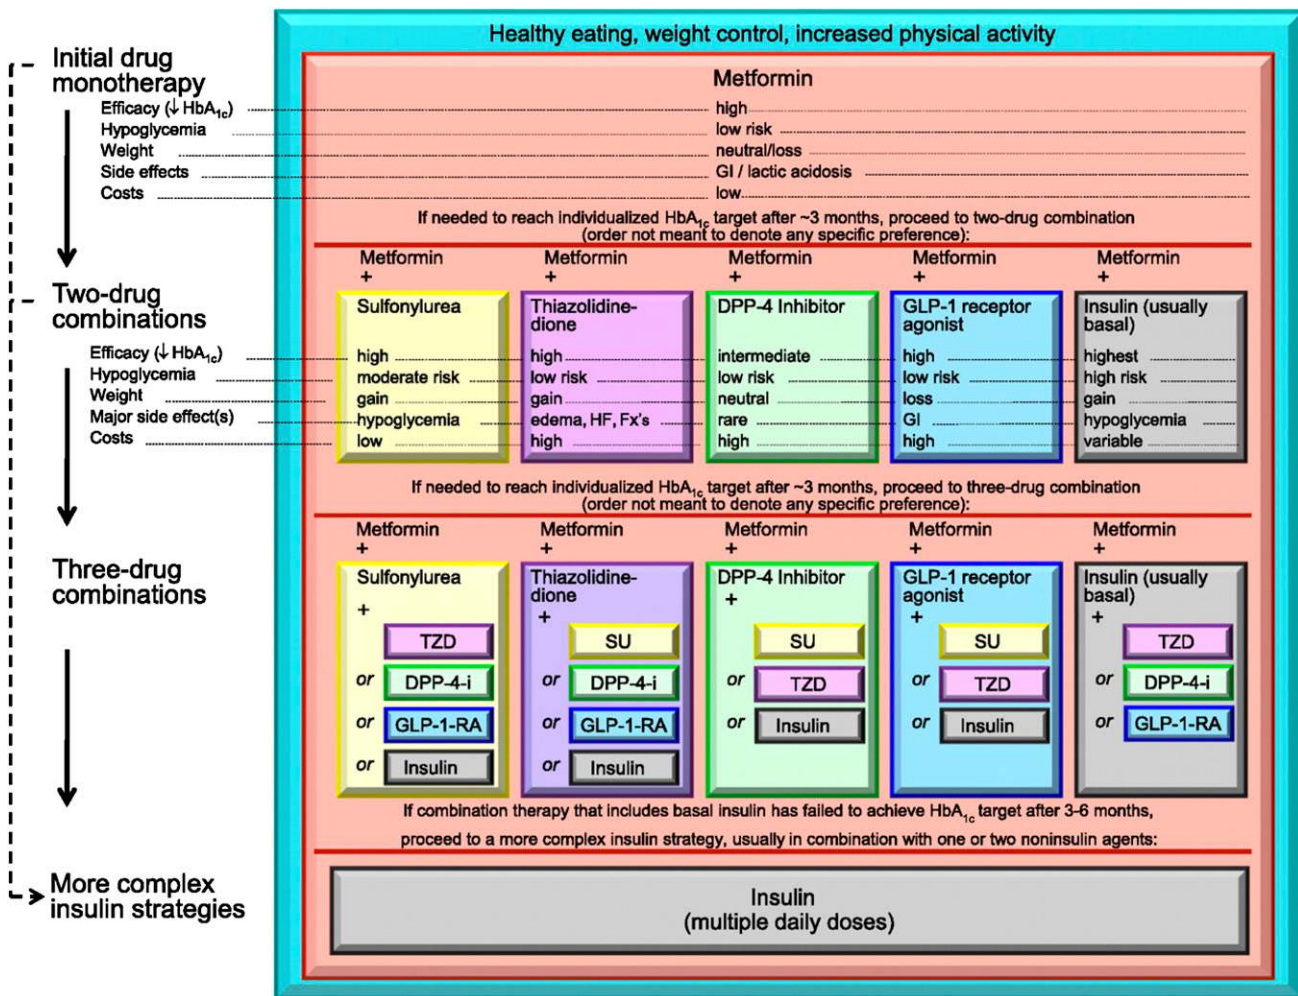 Healthy eating, weight control, increased physical activity
Initial drug
monotherapy
Metformin
Efficacy (↓ HbA1c) high
Hypoglycemia low risk
Weight neutral/loss
Side effects GI / lactic acidosis
Costs low
If needed to reach individualized HbA1c target after ~3 months, proceed to two-drug combination
(order not meant to denote any specific preference):
Metformin Metformin Metformin Metformin Metformin
+ + + + +
Two-drug
combinations
Sulfonylurea Thiazolidine- DPP-4 Inhibitor GLP-1 receptor Insulin (usually
dione agonist basal)
Efficacy (↓ HbA1c) high high intermediate high highest
Hypoglycemia moderate risk low risk low risk low risk high risk
Weight gain gain neutral loss gain
Major side effect(s) hypoglycemia edema, HF, Fx's rare GI hypoglycemia
Costs low high high high variable
If needed to reach individualized HbA1c target after ~3 months, proceed to three-drug combination
(order not meant to denote any specific preference):
Metformin Metformin Metformin Metformin Metformin
+ + + + +
Three-drug
combinations
Sulfonylurea Thiazolidine- DPP-4 Inhibitor GLP-1 receptor Insulin (usually
dione agonist basal)
+ + + + +
TZD SU SU SU TZD
or DPP-4-i or DPP-4-i or TZD or TZD or DPP-4-i
or GLP-1-RA or GLP-1-RA or Insulin or Insulin or GLP-1-RA
or Insulin or Insulin
If combination therapy that includes basal insulin has failed to achieve HbA1c target after 3-6 months,
proceed to a more complex insulin strategy, usually in combination with one or two noninsulin agents:
More complex
insulin strategies
Insulin
(multiple daily doses)